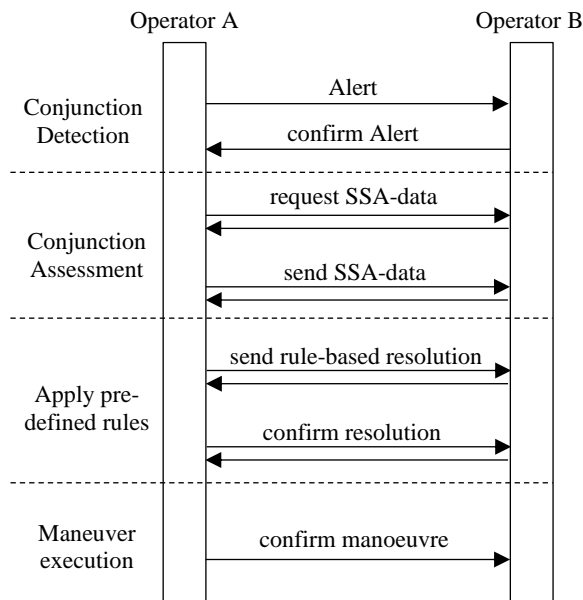 Operator A
Operator B
Conjunction
Detection
Alert
confirm Alert
Conjunction
Assessment
request SSA-data
send SSA-data
Apply pre-
defined rules
send rule-based resolution
confirm resolution
Maneuver
execution
confirm manoeuvre